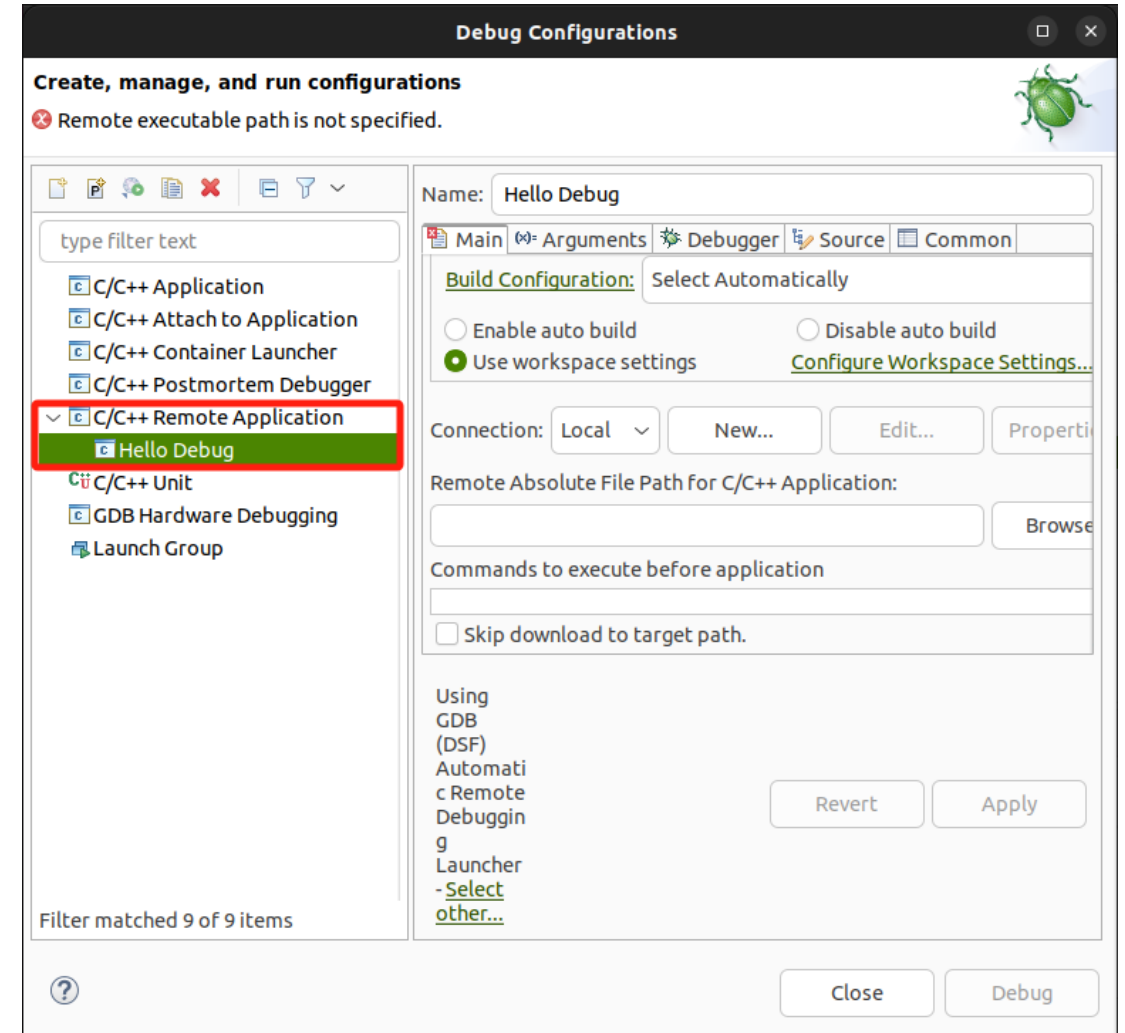 Debug Configurations
Create, manage, and run configurations
Remote executable path is not specified.
type filter text
C/C++ Application
C/C++ Attach to Application
C/C++ Container Launcher
C/C++ Postmortem Debugger
C/C++ Remote Application
Hello Debug
C/C++ Unit
GDB Hardware Debugging
Launch Group
Filter matched 9 of 9 items
Name: Hello Debug
Main (x)= Arguments Debugger Source Common
Build Configuration: Select Automatically
Enable auto build Disable auto build
Use workspace settings Configure Workspace Settings...
Connection: Local New... Edit... Properti
Remote Absolute File Path for C/C++ Application:
Browse
Commands to execute before application
Skip download to target path.
Using
GDB
(DSF)
Automati
c Remote
Debuggin
g
Launcher
- Select
other...
Revert Apply
Close Debug